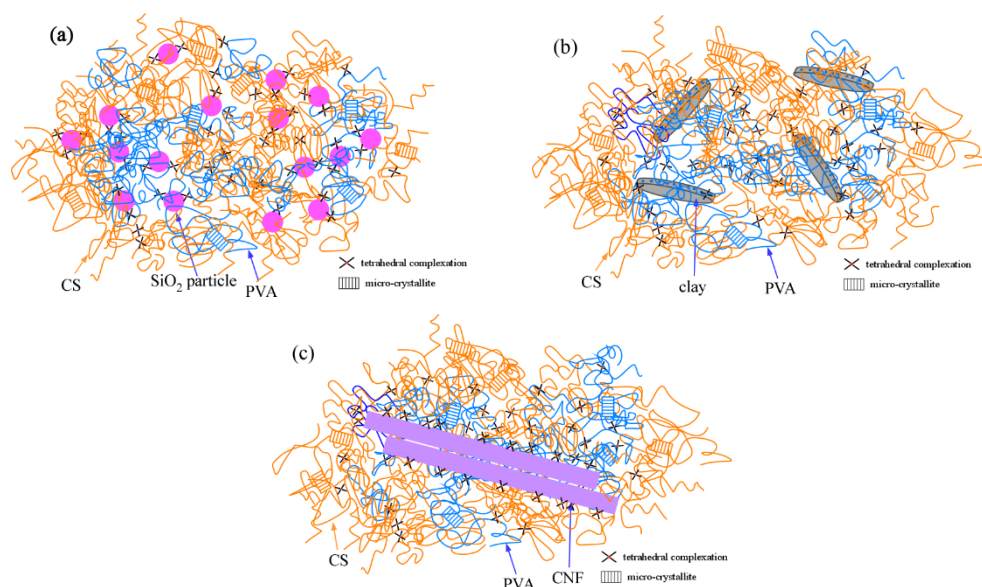 (a)
CS
SiO₂ particle
PVA
tetrahedral complexation
micro-crystallite
(b)
CS
clay
PVA
tetrahedral complexation
micro-crystallite
(c)
CS
PVA
CNF
tetrahedral complexation
micro-crystallite